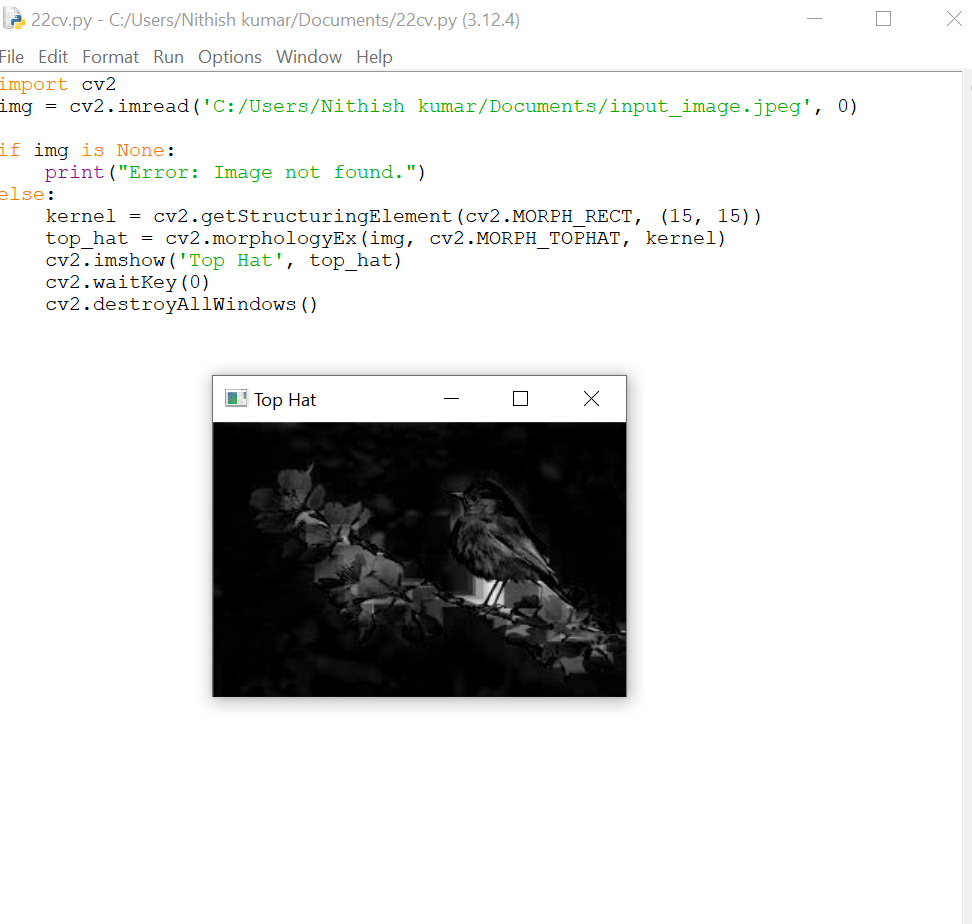 22cv.py - C:/Users/Nithish kumar/Documents/22cv.py (3.12.4)
File Edit Format Run Options Window Help
import cv2
img = cv2.imread('C:/Users/Nithish kumar/Documents/input_image.jpeg', 0)
if img is None:
    print("Error: Image not found.")
else:
    kernel = cv2.getStructuringElement(cv2.MORPH_RECT, (15, 15))
    top_hat = cv2.morphologyEx(img, cv2.MORPH_TOPHAT, kernel)
    cv2.imshow('Top Hat', top_hat)
    cv2.waitKey(0)
    cv2.destroyAllWindows()
Top Hat